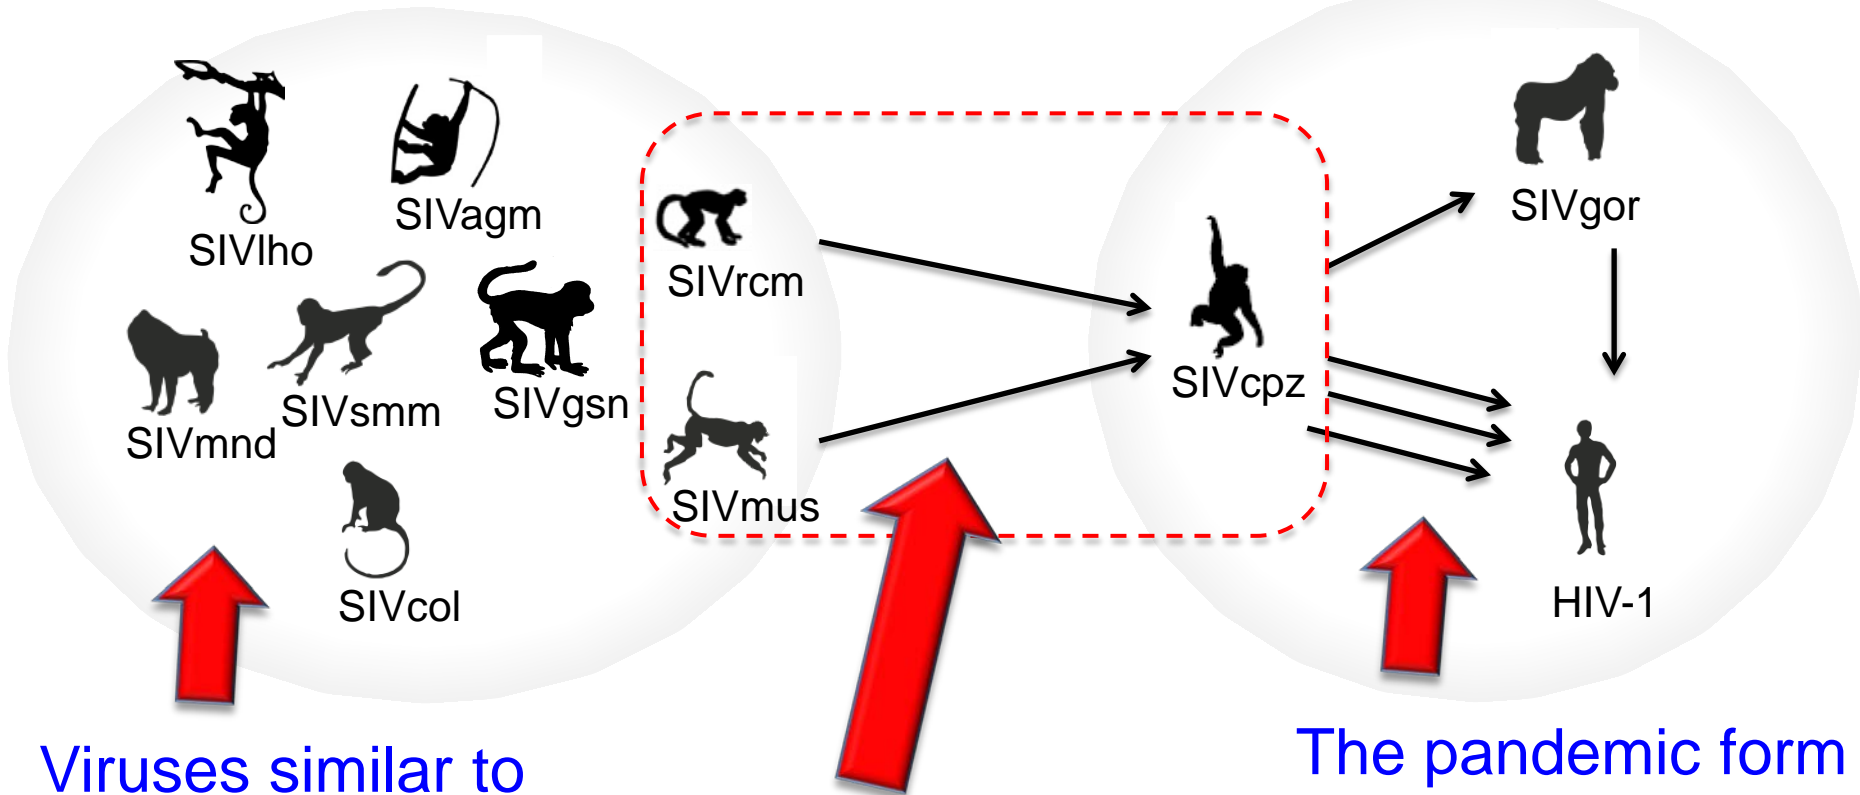 SIVlho
SIVagm
SIVmnd
SIVsmm
SIVgsn
SIVcol
SIVrcm
SIVmus
SIVcpz
SIVgor
HIV-1
Viruses similar to
The pandemic form